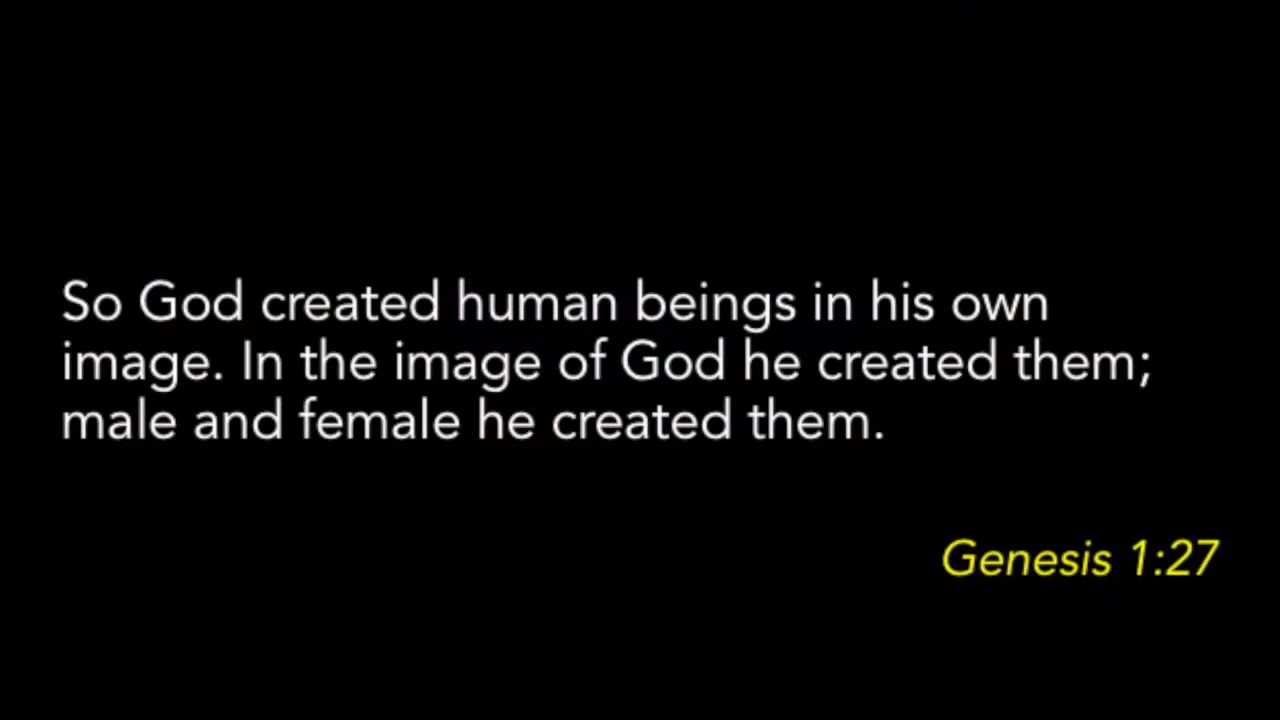 So God created human beings in his own
image. In the image of God he created them;
male and female he created them.
Genesis 1:27